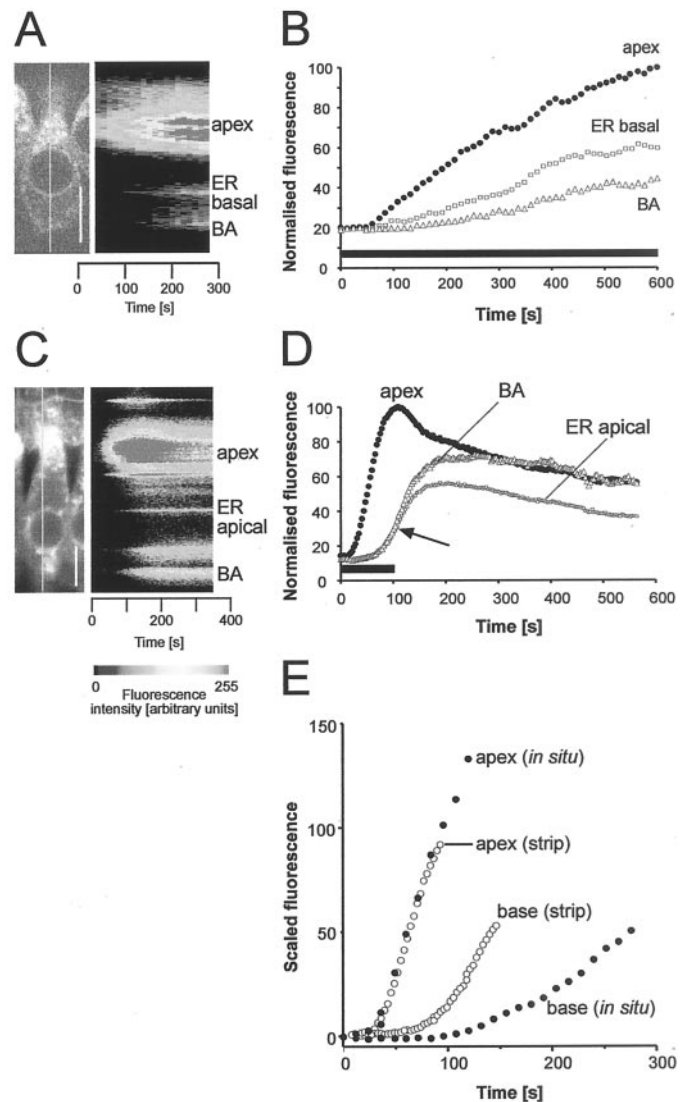 A
apex
ER
basal
BA
0 100 200 300
Time [s]
B
Normalised fluorescence
100
80
60
40
20
0
apex
ER basal
BA
0 100 200 300 400 500 600
Time [s]
C
apex
ER
apical
BA
0 100 200 300 400
Time [s]
0 255
Fluorescence
intensity [arbitrary units]
D
Normalised fluorescence
100
80
60
40
20
0
apex
BA
ER apical
0 100 200 300 400 500 600
Time [s]
E
Scaled fluorescence
150
100
50
0
apex (in situ)
apex (strip)
base (strip)
base (in situ)
0 100 200 300
Time [s]